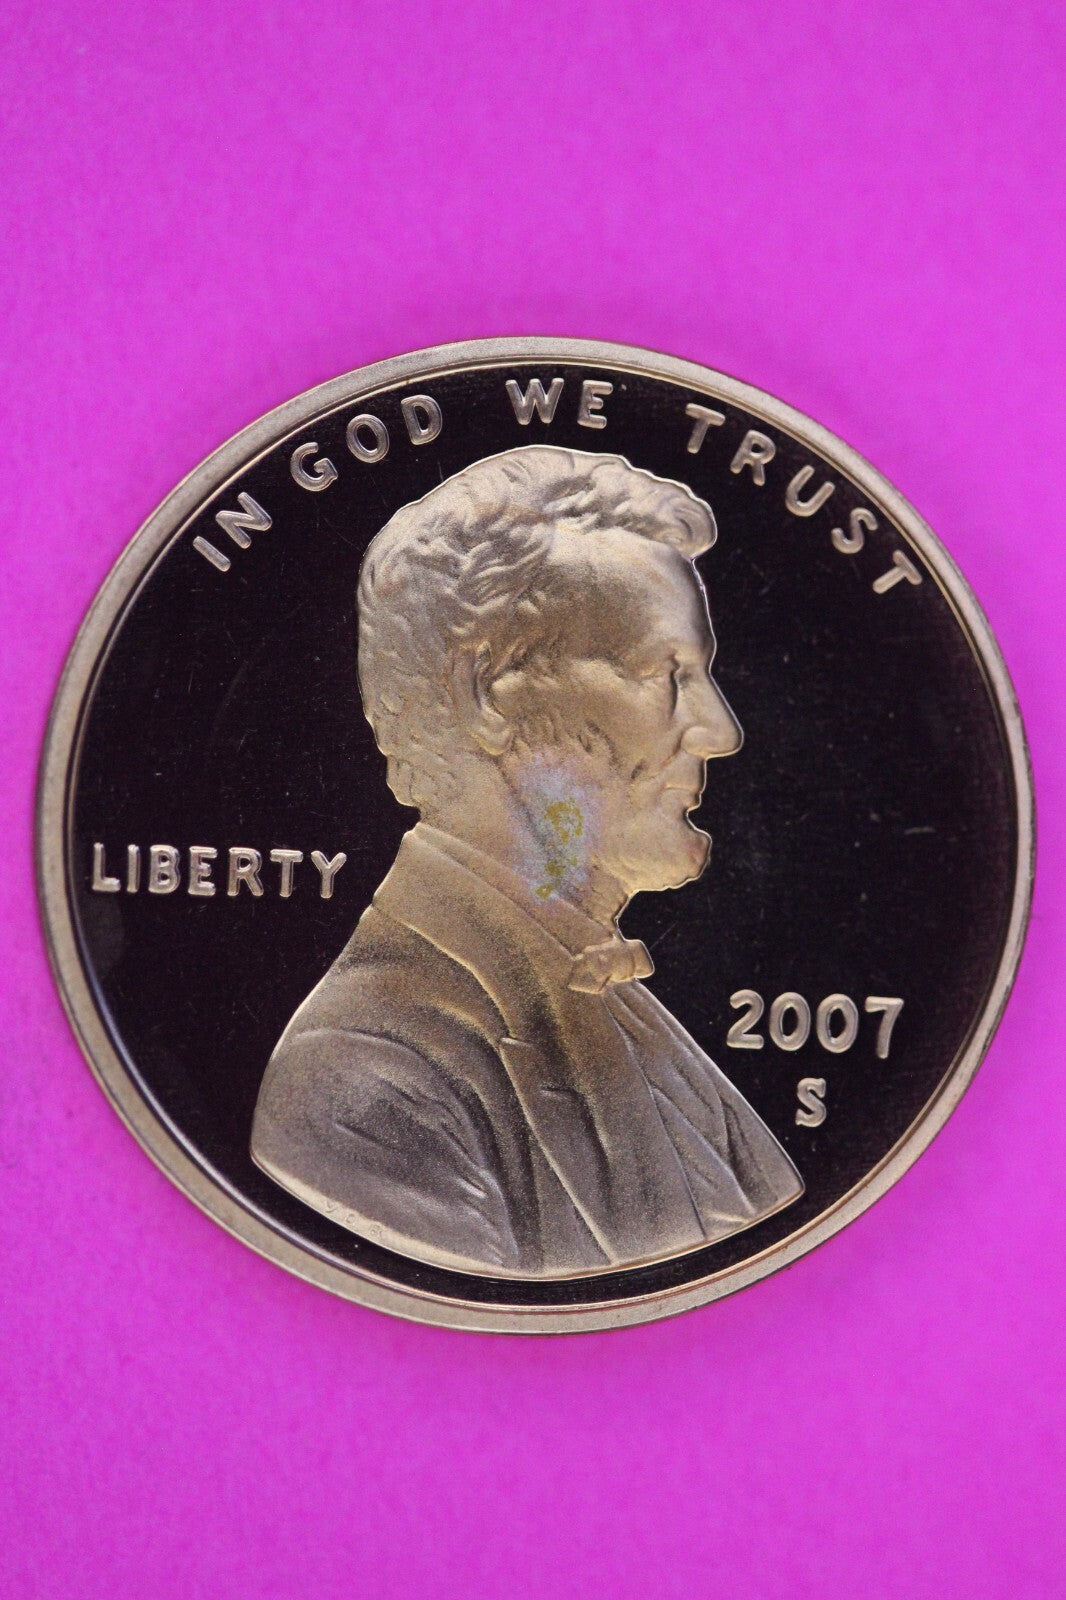 IN GOD WE TRUST
LIBERTY
2007
S